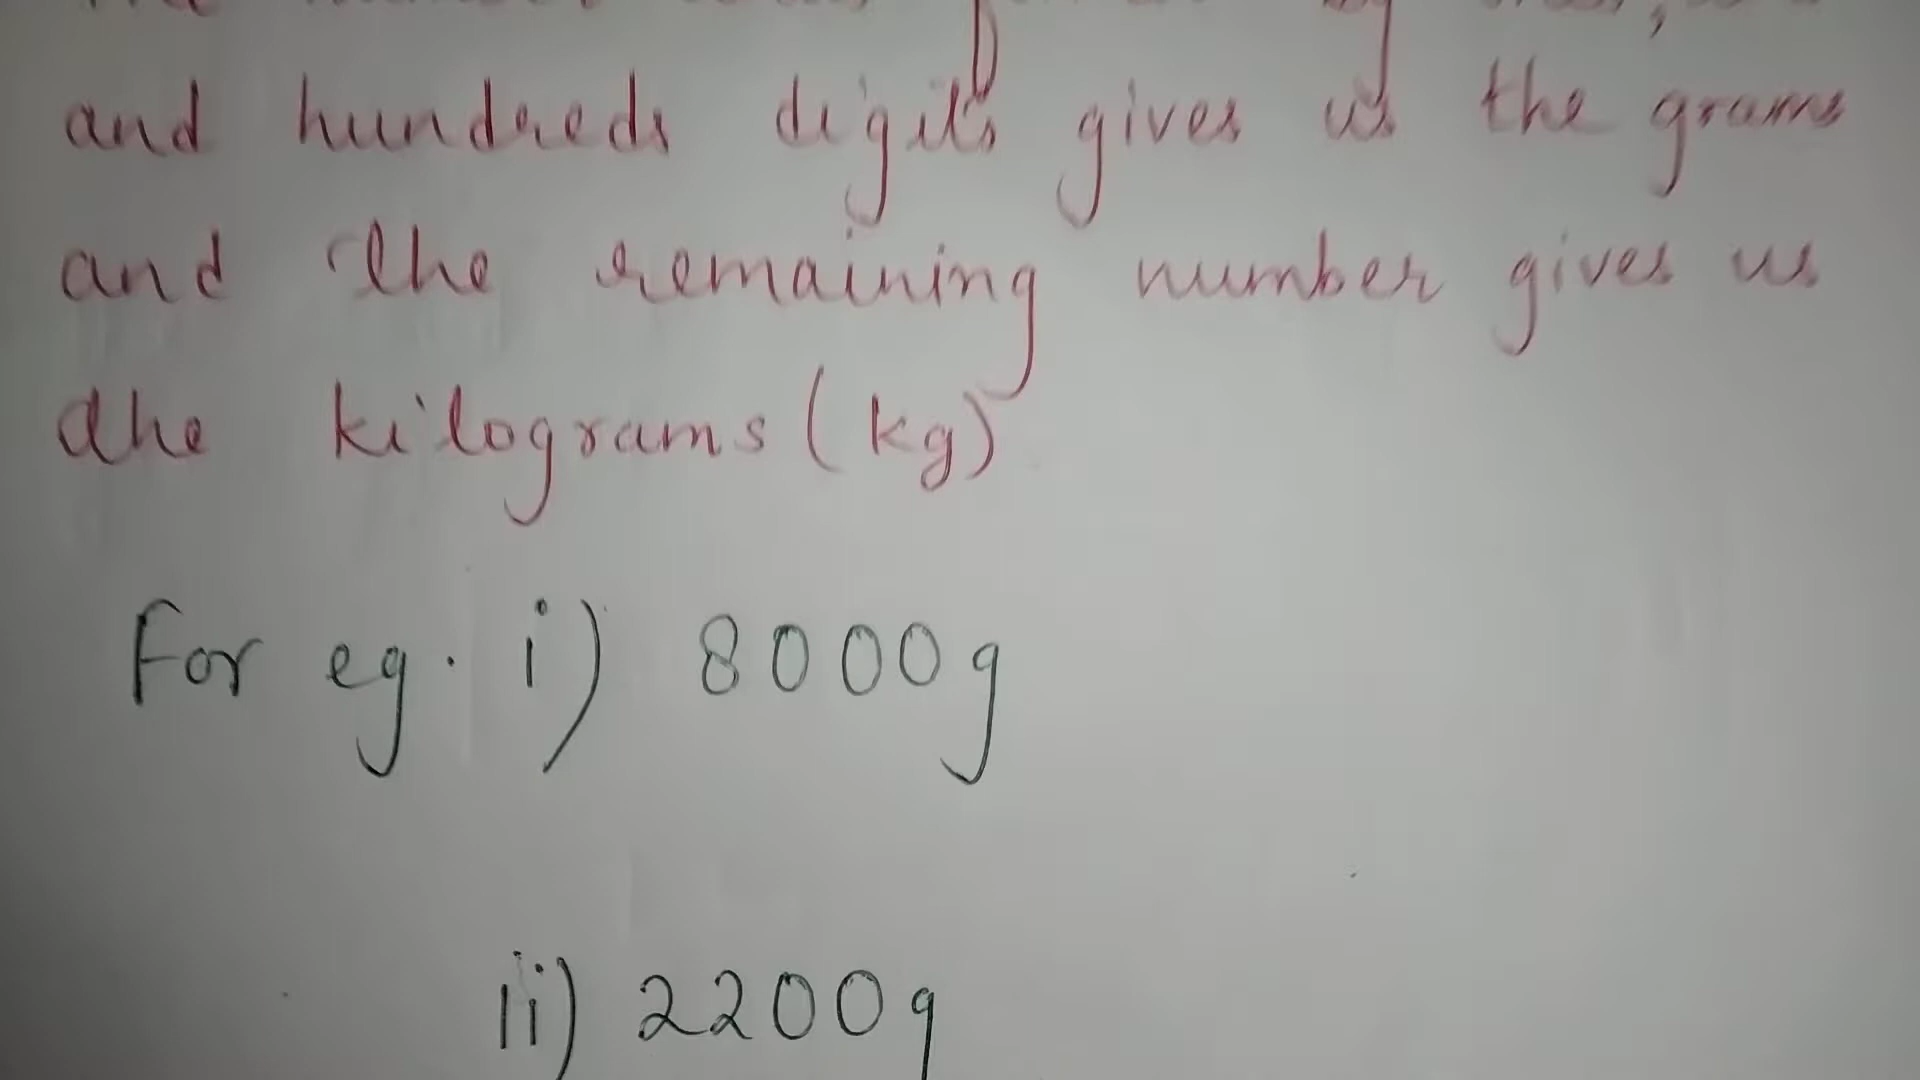 and hundreds digits gives us the grams
and the remaining number gives us
the kilograms (kg)
For eg. i) 8000g
ii) 2200g